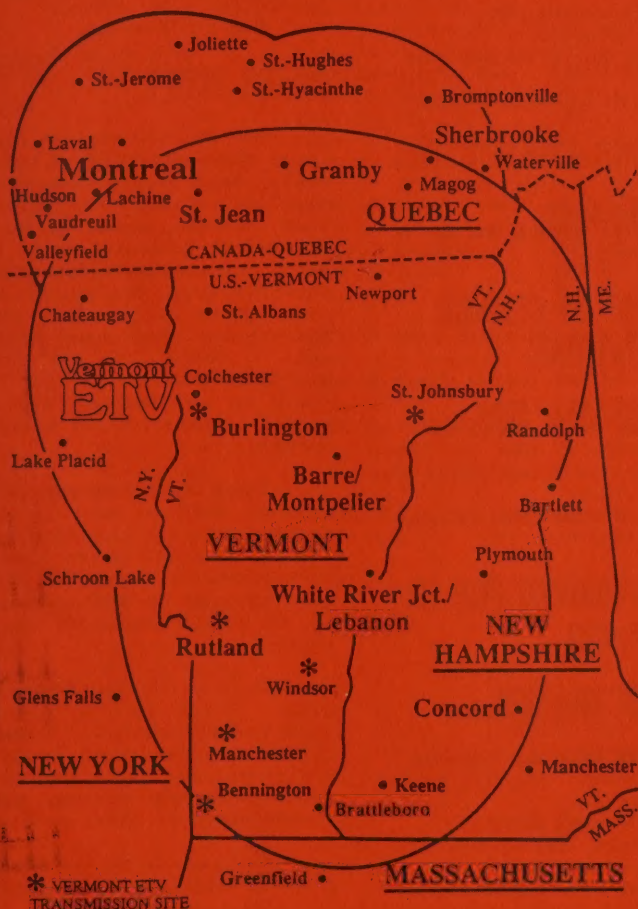 Joliette
St.-Hughes
St.-Jerome
St.-Hyacinthe
Bromptonville
Sherbrooke
Laval
Montreal
Granby
Waterville
Magog
Hudson
Lachine
Vaudreuil
St. Jean
QUEBEC
Valleyfield
CANADA-QUEBEC
U.S.-VERMONT
Newport
VT.
N.H.
N.H.
ME.
Chateaugay
St. Albans
Vermont
ETV
Colchester
St. Johnsbury
* Burlington
*
Randolph
Lake Placid
Barre/
Montpelier
N.Y.
VT.
Bartlett
VERMONT
Plymouth
Schroon Lake
White River Jct./
Lebanon
*
Rutland
NEW
HAMPSHIRE
*
Windsor
Glens Falls
Concord
*
Manchester
NEW YORK
Manchester
Bennington
*
Keene
Brattleboro
VT.
MASS.
Greenfield
MASSACHUSETTS
* VERMONT ETV
TRANSMISSION SITE